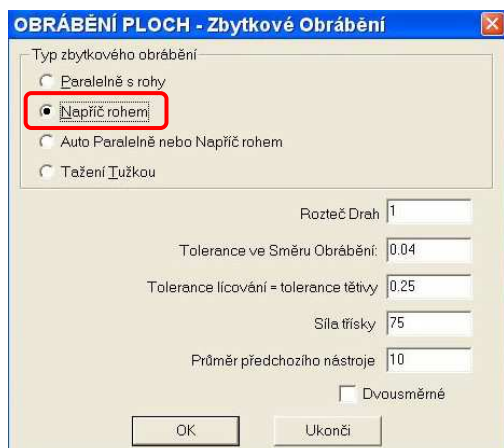 OBRÁBĚNÍ PLOCH - Zbytkové Obrábění
Typ zbytkového obrábění
Paralelně s rohy
Napříč rohem
Auto Paralelně nebo Napříč rohem
Tažení Tužkou
Rozteč Drah 1
Tolerance ve Směru Obrábění: 0.04
Tolerance lícování = tolerance tětivy 0.25
Síla třísky 75
Průměr předchozího nástroje 10
Dvousměrné
OK Ukonči